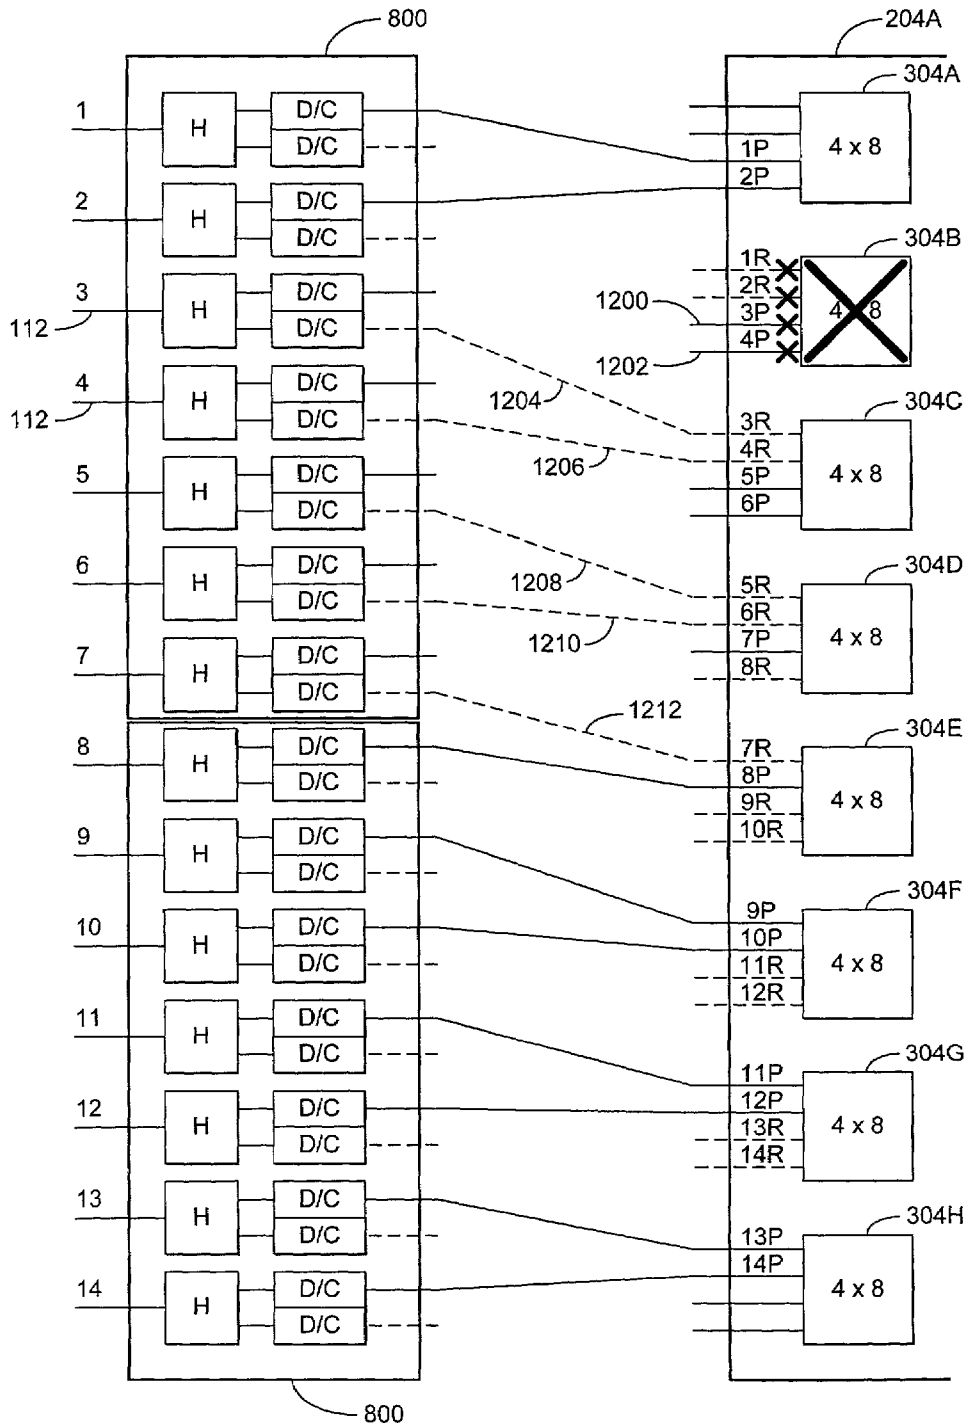 800
204A
304A
1
H
D/C
D/C
1P
2P
4 x 8
2
H
D/C
D/C
304B
1R
2R
3P
4P
4 8
1200
1202
3
112
H
D/C
D/C
4
112
H
D/C
D/C
1204
1206
304C
3R
4R
5P
6P
4 x 8
5
H
D/C
D/C
6
H
D/C
D/C
1208
1210
304D
5R
6R
7P
8R
4 x 8
7
H
D/C
D/C
1212
8
H
D/C
D/C
304E
7R
8P
9R
10R
4 x 8
9
H
D/C
D/C
10
H
D/C
D/C
304F
9P
10P
11R
12R
4 x 8
11
H
D/C
D/C
12
H
D/C
D/C
304G
11P
12P
13R
14R
4 x 8
13
H
D/C
D/C
14
H
D/C
D/C
304H
13P
14P
4 x 8
800